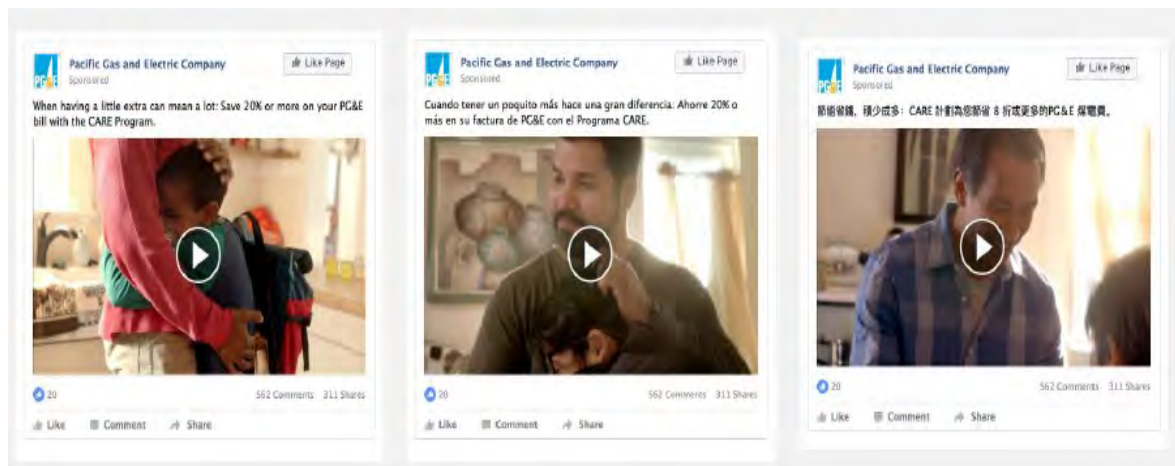 PG&E
Pacific Gas and Electric Company
Like Page
Sponsored
When having a little extra can mean a lot: Save 20% or more on your PG&E
bill with the CARE Program.
20
562 Comments 311 Shares
Like Comment Share
PG&E
Pacific Gas and Electric Company
Like Page
Sponsored
Cuando tener un poquito más hace una gran diferencia. Ahorre 20% o
más en su factura de PG&E con el Programa CARE.
20
562 Comments 311 Shares
Like Comment Share
PG&E
Pacific Gas and Electric Company
Like Page
Sponsored
節能省錢，積少成多：CARE 計劃為您節省 8 折或更多的PG&E 煤電費。
20
562 Comments 311 Shares
Like Comment Share